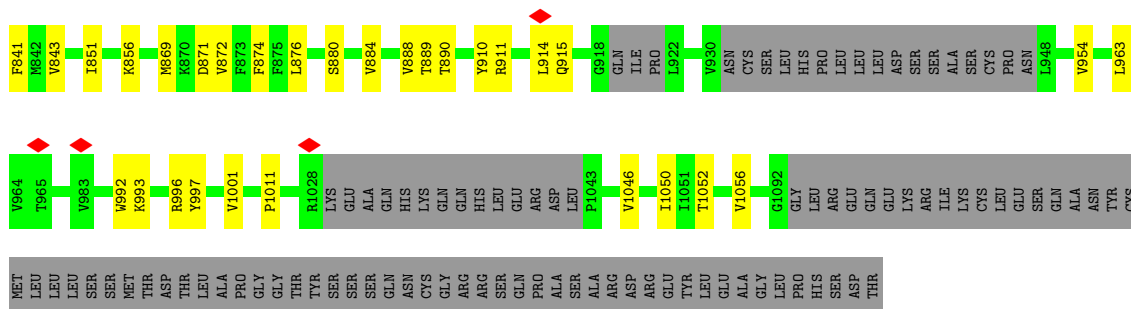 F841 M842 V843 I851 K856 M869 K870 D871 V872 F873 F874 F875 L876 S880 V884 V888 T889 T890 Y910 R911 L914 Q915 G918 GLN ILE PRO L922 V930 ASN CYS SER LEU HIS PRO LEU LEU LEU ASP SER SER ALA SER CYS PRO ASN L948 V954 L963
V964 T965 V983 W992 K993 R996 Y997 V1001 P1011 R1028 LYS GLU ALA GLN HIS LYS GLN GLN HIS LEU GLU ARG ASP LEU P1043 V1046 I1050 I1051 T1052 V1056 G1092 GLY LEU ARG GLU GLN GLU LYS ARG ILE LYS CYS LEU GLU SER GLN ALA ASN TYR CYS
MET LEU LEU LEU SER SER MET THR ASP THR LEU ALA PRO GLY GLY THR TYR SER SER SER GLN ASN CYS GLY ARG ARG SER GLN PRO ALA SER ALA ARG ASP ARG GLU TYR LEU GLU ALA GLY LEU PRO HIS SER ASP THR